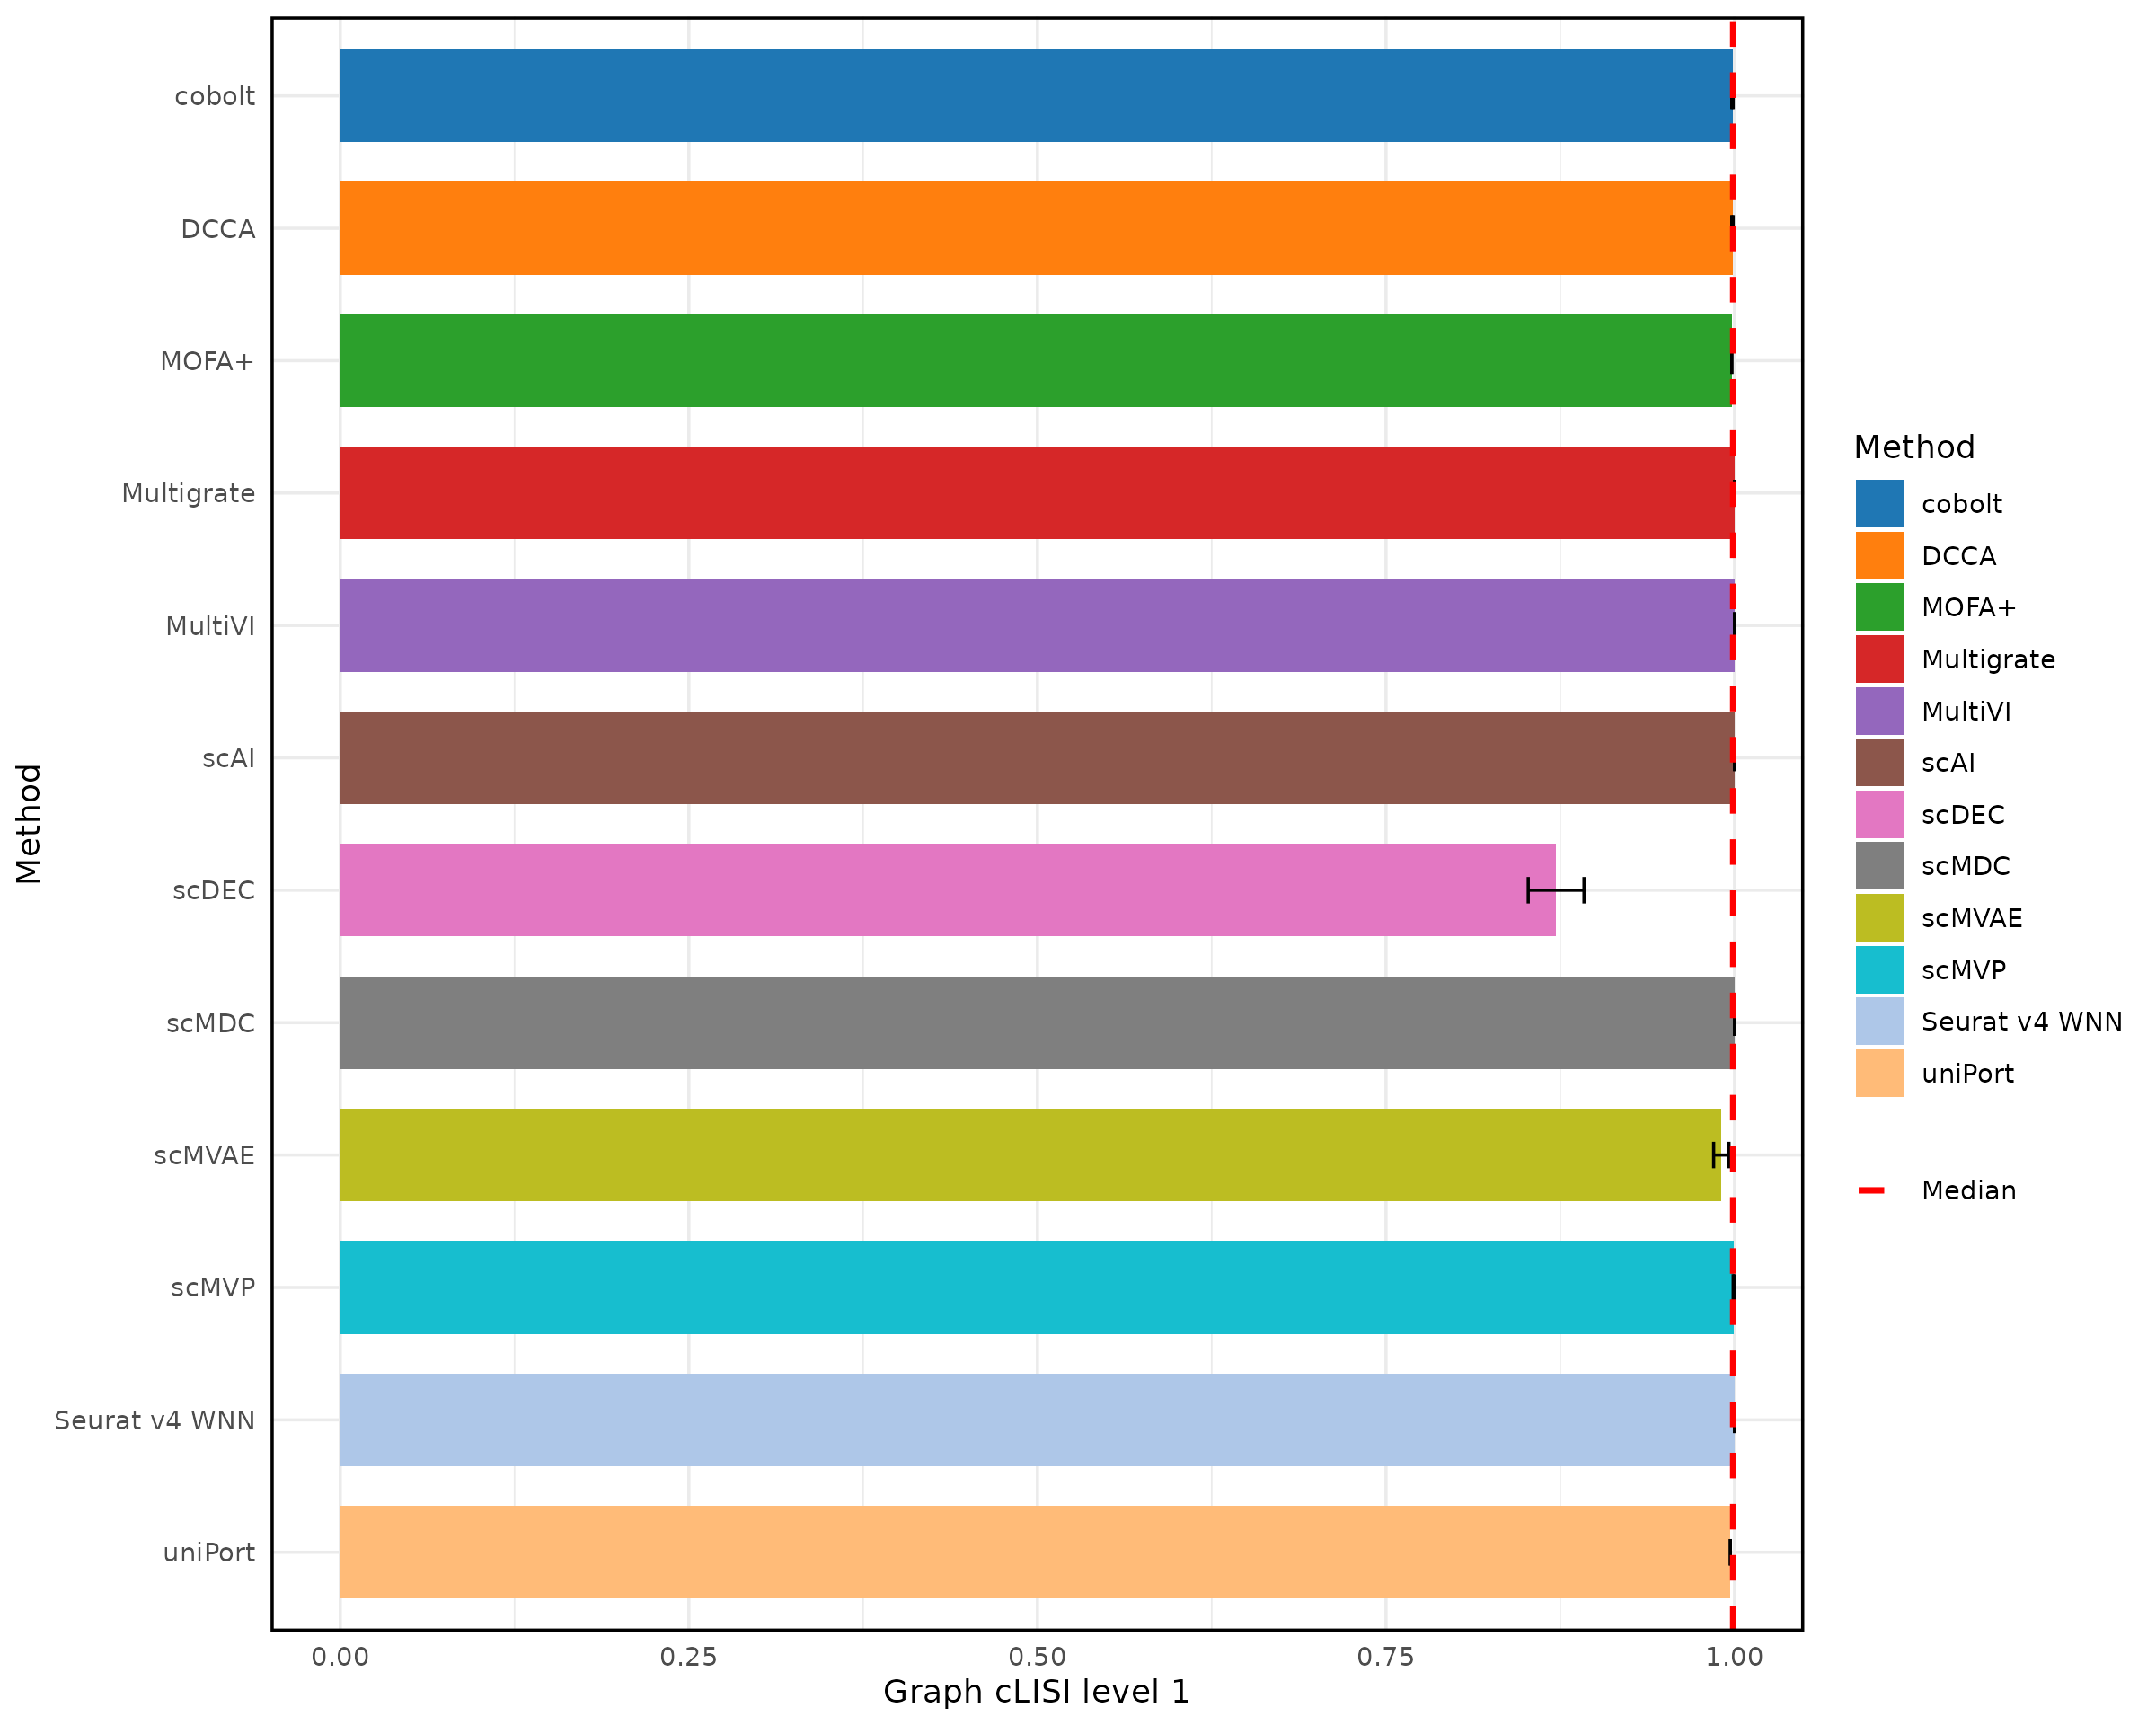 cobolt
DCCA
MOFA+
Multigrate
MultiVI
scAI
scDEC
scMDC
scMVAE
scMVP
Seurat v4 WNN
uniPort
Method
0.00 0.25 0.50 0.75 1.00
Graph cLISI level 1
Method
cobolt
DCCA
MOFA+
Multigrate
MultiVI
scAI
scDEC
scMDC
scMVAE
scMVP
Seurat v4 WNN
uniPort
Median